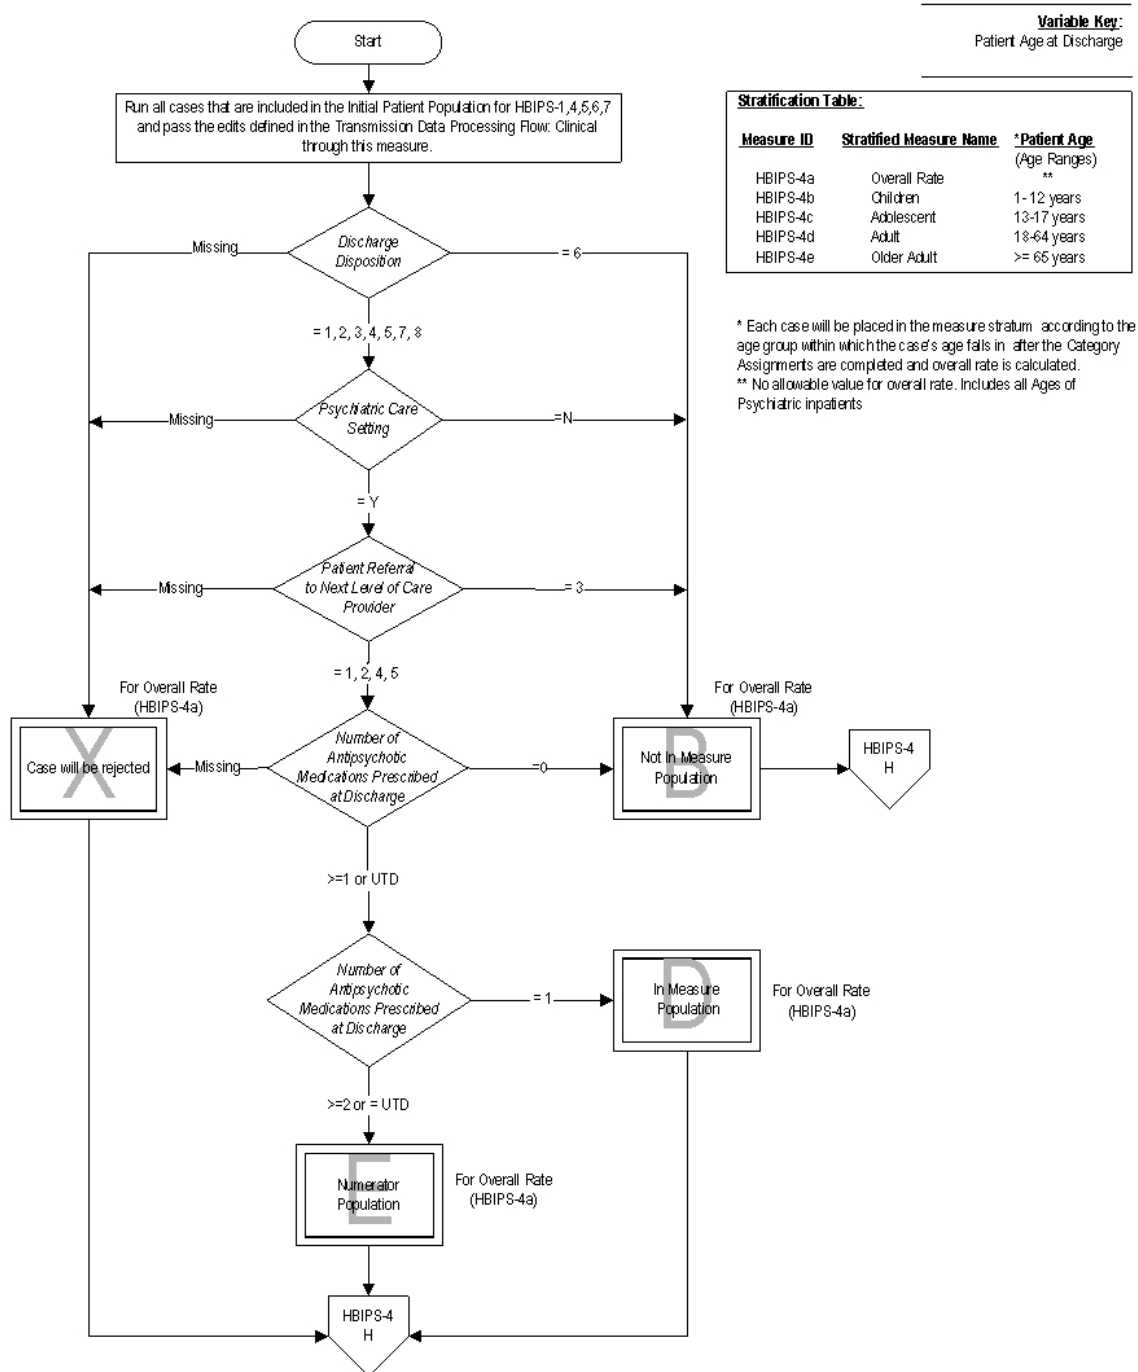 Variable Key:
Patient Age at Discharge
Start
Run all cases that are included in the Initial Patient Population for HBIPS-1,4,5,6,7
and pass the edits defined in the Transmission Data Processing Flow: Clinical
through this measure.
Stratification Table:
Measure ID Stratified Measure Name *Patient Age
(Age Ranges)
HBIPS-4a Overall Rate **
HBIPS-4b Children 1-12 years
HBIPS-4c Adolescent 13-17 years
HBIPS-4d Adult 18-64 years
HBIPS-4e Older Adult >= 65 years
* Each case will be placed in the measure stratum according to the
age group within which the case's age falls in after the Category
Assignments are completed and overall rate is calculated.
** No allowable value for overall rate. Includes all Ages of
Psychiatric inpatients
Missing
Discharge
Disposition
= 6
= 1, 2, 3, 4, 5, 7, 8
Missing
Psychiatric Care
Setting
=N
= Y
Missing
Patient Referral
to Next Level of Care
Provider
= 3
= 1, 2, 4, 5
For Overall Rate
(HBIPS-4a)
X
Case will be rejected
Missing
Number of
Antipsychotic
Medications Prescribed
at Discharge
=0
For Overall Rate
(HBIPS-4a)
B
Not In Measure
Population
HBIPS-4
H
>=1 or UTD
Number of
Antipsychotic
Medications Prescribed
at Discharge
= 1
D
In Measure
Population
For Overall Rate
(HBIPS-4a)
>=2 or = UTD
E
Numerator
Population
For Overall Rate
(HBIPS-4a)
HBIPS-4
H